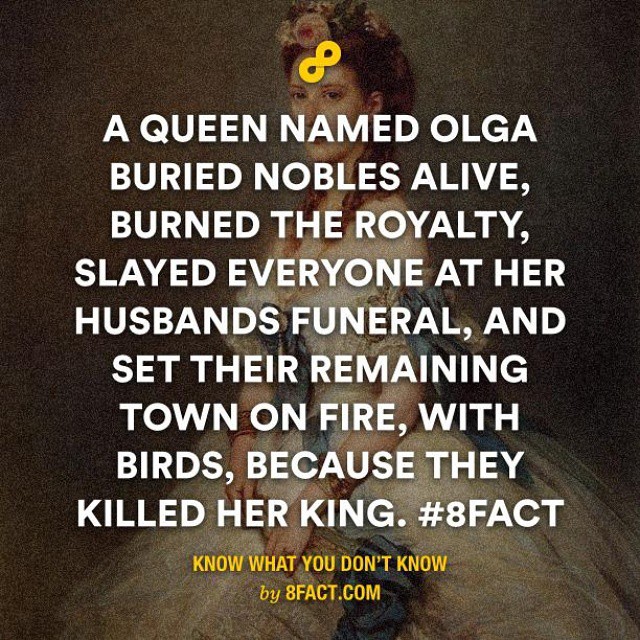 A QUEEN NAMED OLGA
BURIED NOBLES ALIVE,
BURNED THE ROYALTY,
SLAYED EVERYONE AT HER
HUSBANDS FUNERAL, AND
SET THEIR REMAINING
TOWN ON FIRE, WITH
BIRDS, BECAUSE THEY
KILLED HER KING. #8FACT
KNOW WHAT YOU DON'T KNOW
by 8FACT.COM